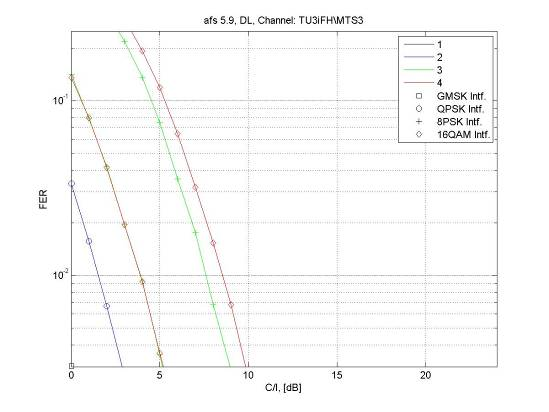 afs 5.9, DL, Channel: TU3iFH\MTS3
1
2
3
4
GMSK Intf.
QPSK Intf.
8PSK Intf.
16QAM Intf.
10^-1
FER
10^-2
0 5 10 15 20
C/I, [dB]